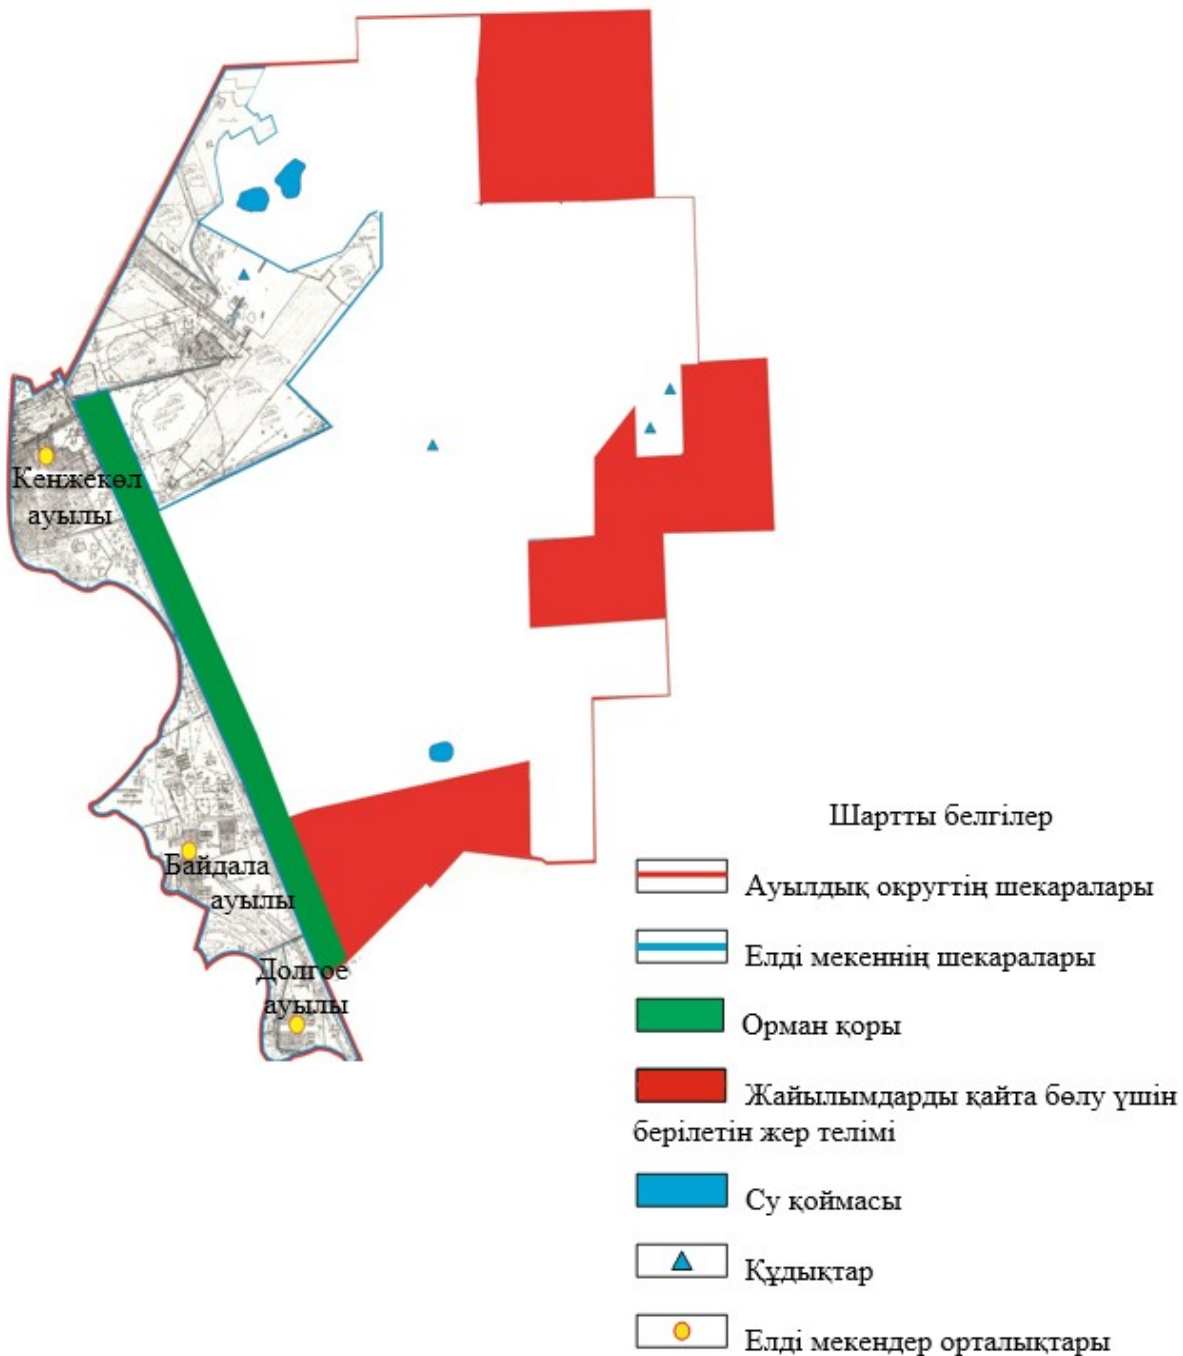 Кенжекөл
ауылы
Байдала
ауылы
Долгое
ауылы
Шартты белгілер
Ауылдық округтің шекаралары
Елді мекеннің шекаралары
Орман қоры
Жайылымдарды қайта бөлу үшін
берілетін жер телімі
Су қоймасы
Құдықтар
Елді мекендер орталықтары